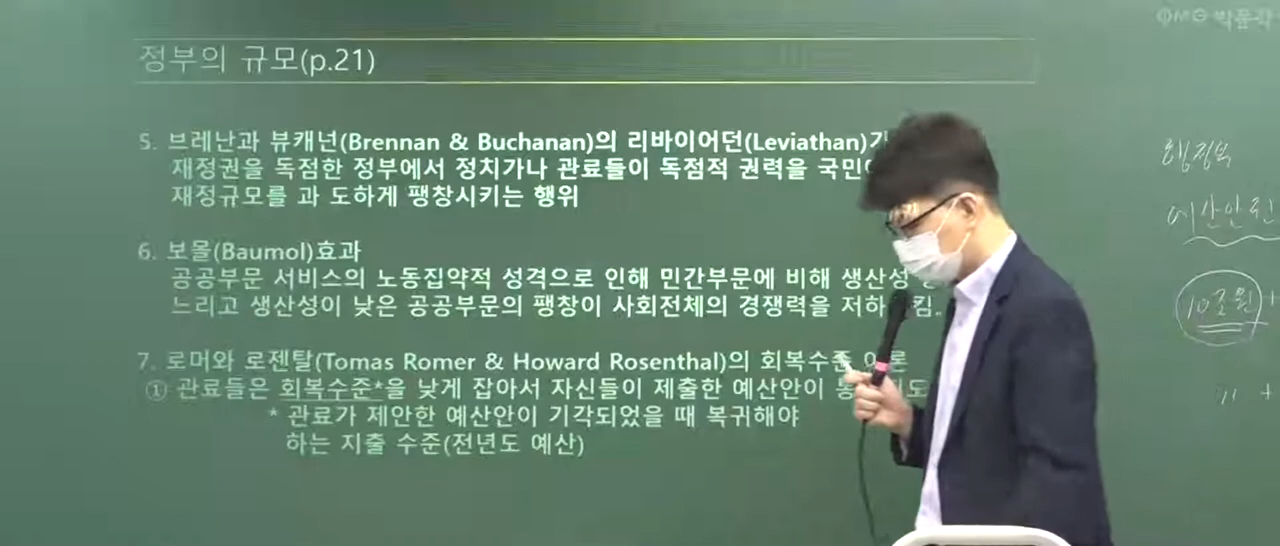 OMG 박문각
정부의 규모(p.21)
5. 브레넌과 뷰캐넌(Brennan & Buchanan)의 리바이어던(Leviathan)가
재정권을 독점한 정부에서 정치가나 관료들이 독점적 권력을 국민에
재정규모를 과 도하게 팽창시키는 행위
6. 보몰(Baumol)효과
공공부문 서비스의 노동집약적 성격으로 인해 민간부문에 비해 생산성
느리고 생산성이 낮은 공공부문의 팽창이 사회전체의 경쟁력을 저하 킴.
7. 로머와 로젠탈(Tomas Romer & Howard Rosenthal)의 회복수준 이론
① 관료들은 회복수준*을 낮게 잡아서 자신들이 제출한 예산안이 통 되도
* 관료가 제안한 예산안이 기각되었을 때 복귀해야
하는 지출 수준(전년도 예산)
행정부
예산안
10조원